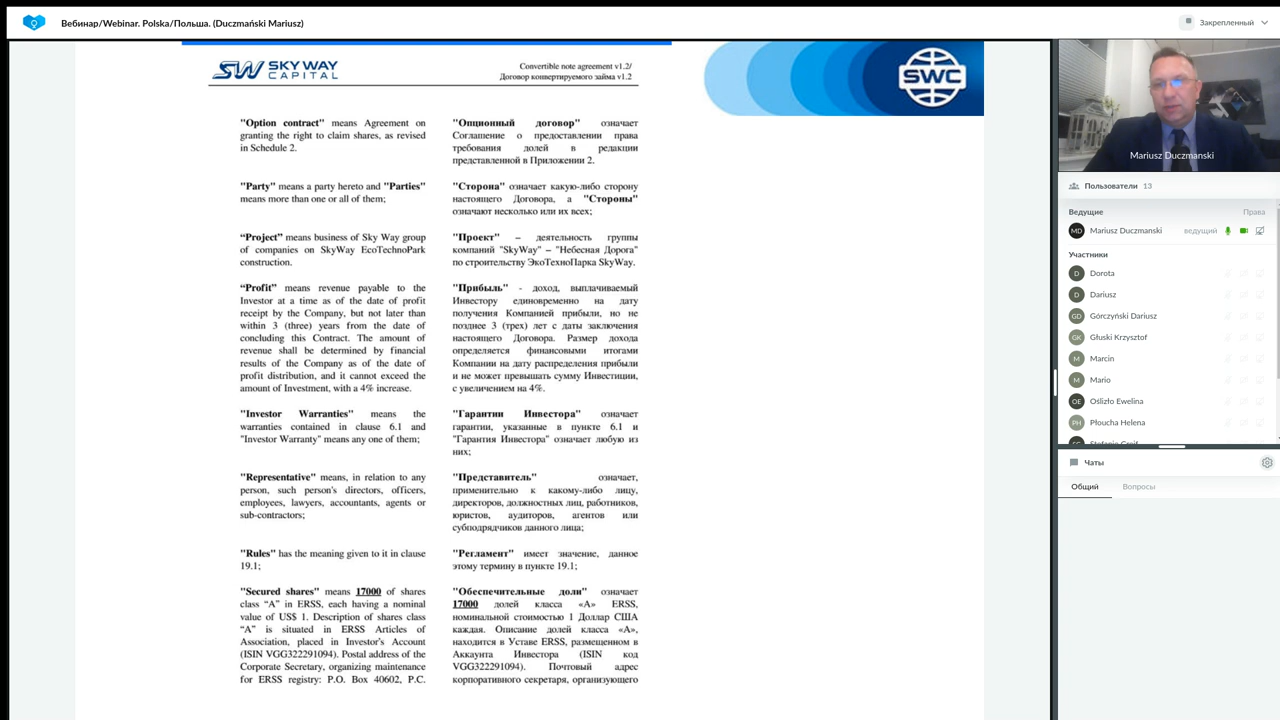 Вебинар/Webinar. Polska/Польша. (Duczmański Mariusz)
Закрепленный
SW SKY WAY
CAPITAL
Convertible note agreement v1.2/
Договор конвертируемого займа v1.2
SWC
"Option contract" means Agreement on
granting the right to claim shares, as revised
in Schedule 2.
"Party" means a party hereto and "Parties"
means more than one or all of them;
“Project” means business of Sky Way group
of companies on SkyWay EcoTechnoPark
construction.
“Profit” means revenue payable to the
Investor at a time as of the date of profit
receipt by the Company, but not later than
within 3 (three) years from the date of
concluding this Contract. The amount of
revenue shall be determined by financial
results of the Company as of the date of
profit distribution, and it cannot exceed the
amount of Investment, with a 4% increase.
"Investor Warranties" means the
warranties contained in clause 6.1 and
"Investor Warranty" means any one of them;
"Representative" means, in relation to any
person, such person's directors, officers,
employees, lawyers, accountants, agents or
sub-contractors;
"Rules" has the meaning given to it in clause
19.1;
"Secured shares" means 17000 of shares
class “A” in ERSS, each having a nominal
value of US$ 1. Description of shares class
“A” is situated in ERSS Articles of
Association, placed in Investor's Account
(ISIN VGG322291094). Postal address of the
Corporate Secretary, organizing maintenance
for ERSS registry: P.O. Box 40602, P.C.
"Опционный договор" означает
Соглашение о предоставлении права
требования долей в редакции
представленной в Приложении 2.
"Сторона" означает какую-либо сторону
настоящего Договора, а "Стороны"
означают несколько или их всех;
"Проект" – деятельность группы
компаний "SkyWay" – "Небесная Дорога"
по строительству ЭкоТехноПарка SkyWay.
"Прибыль" - доход, выплачиваемый
Инвестору единовременно на дату
получения Компанией прибыли, но не
позднее 3 (трех) лет с даты заключения
настоящего Договора. Размер дохода
определяется финансовыми итогами
Компании на дату распределения прибыли
и не может превышать сумму Инвестиции,
с увеличением на 4%.
"Гарантии Инвестора" означает
гарантии, указанные в пункте 6.1 и
"Гарантия Инвестора" означает любую из
них;
"Представитель" означает,
применительно к какому-либо лицу,
директоров, должностных лиц, работников,
юристов, аудиторов, агентов или
субподрядчиков данного лица;
"Регламент" имеет значение, данное
этому термину в пункте 19.1;
"Обеспечительные доли" означает
17000 долей класса «А» ERSS,
номинальной стоимостью 1 Доллар США
каждая. Описание долей класса «А»,
находится в Уставе ERSS, размещенном в
Аккаунта Инвестора (ISIN код
VGG322291094). Почтовый адрес
корпоративного секретаря, организующего
Mariusz Duczmanski
Пользователи 13
Ведущие Права
MD Mariusz Duczmanski ведущий
Участники
D Dorota
D Dariusz
GD Górczyński Dariusz
GK Głuski Krzysztof
M Marcin
M Mario
OE Oślizło Ewelina
PH Płoucha Helena
Чаты
Общий Вопросы